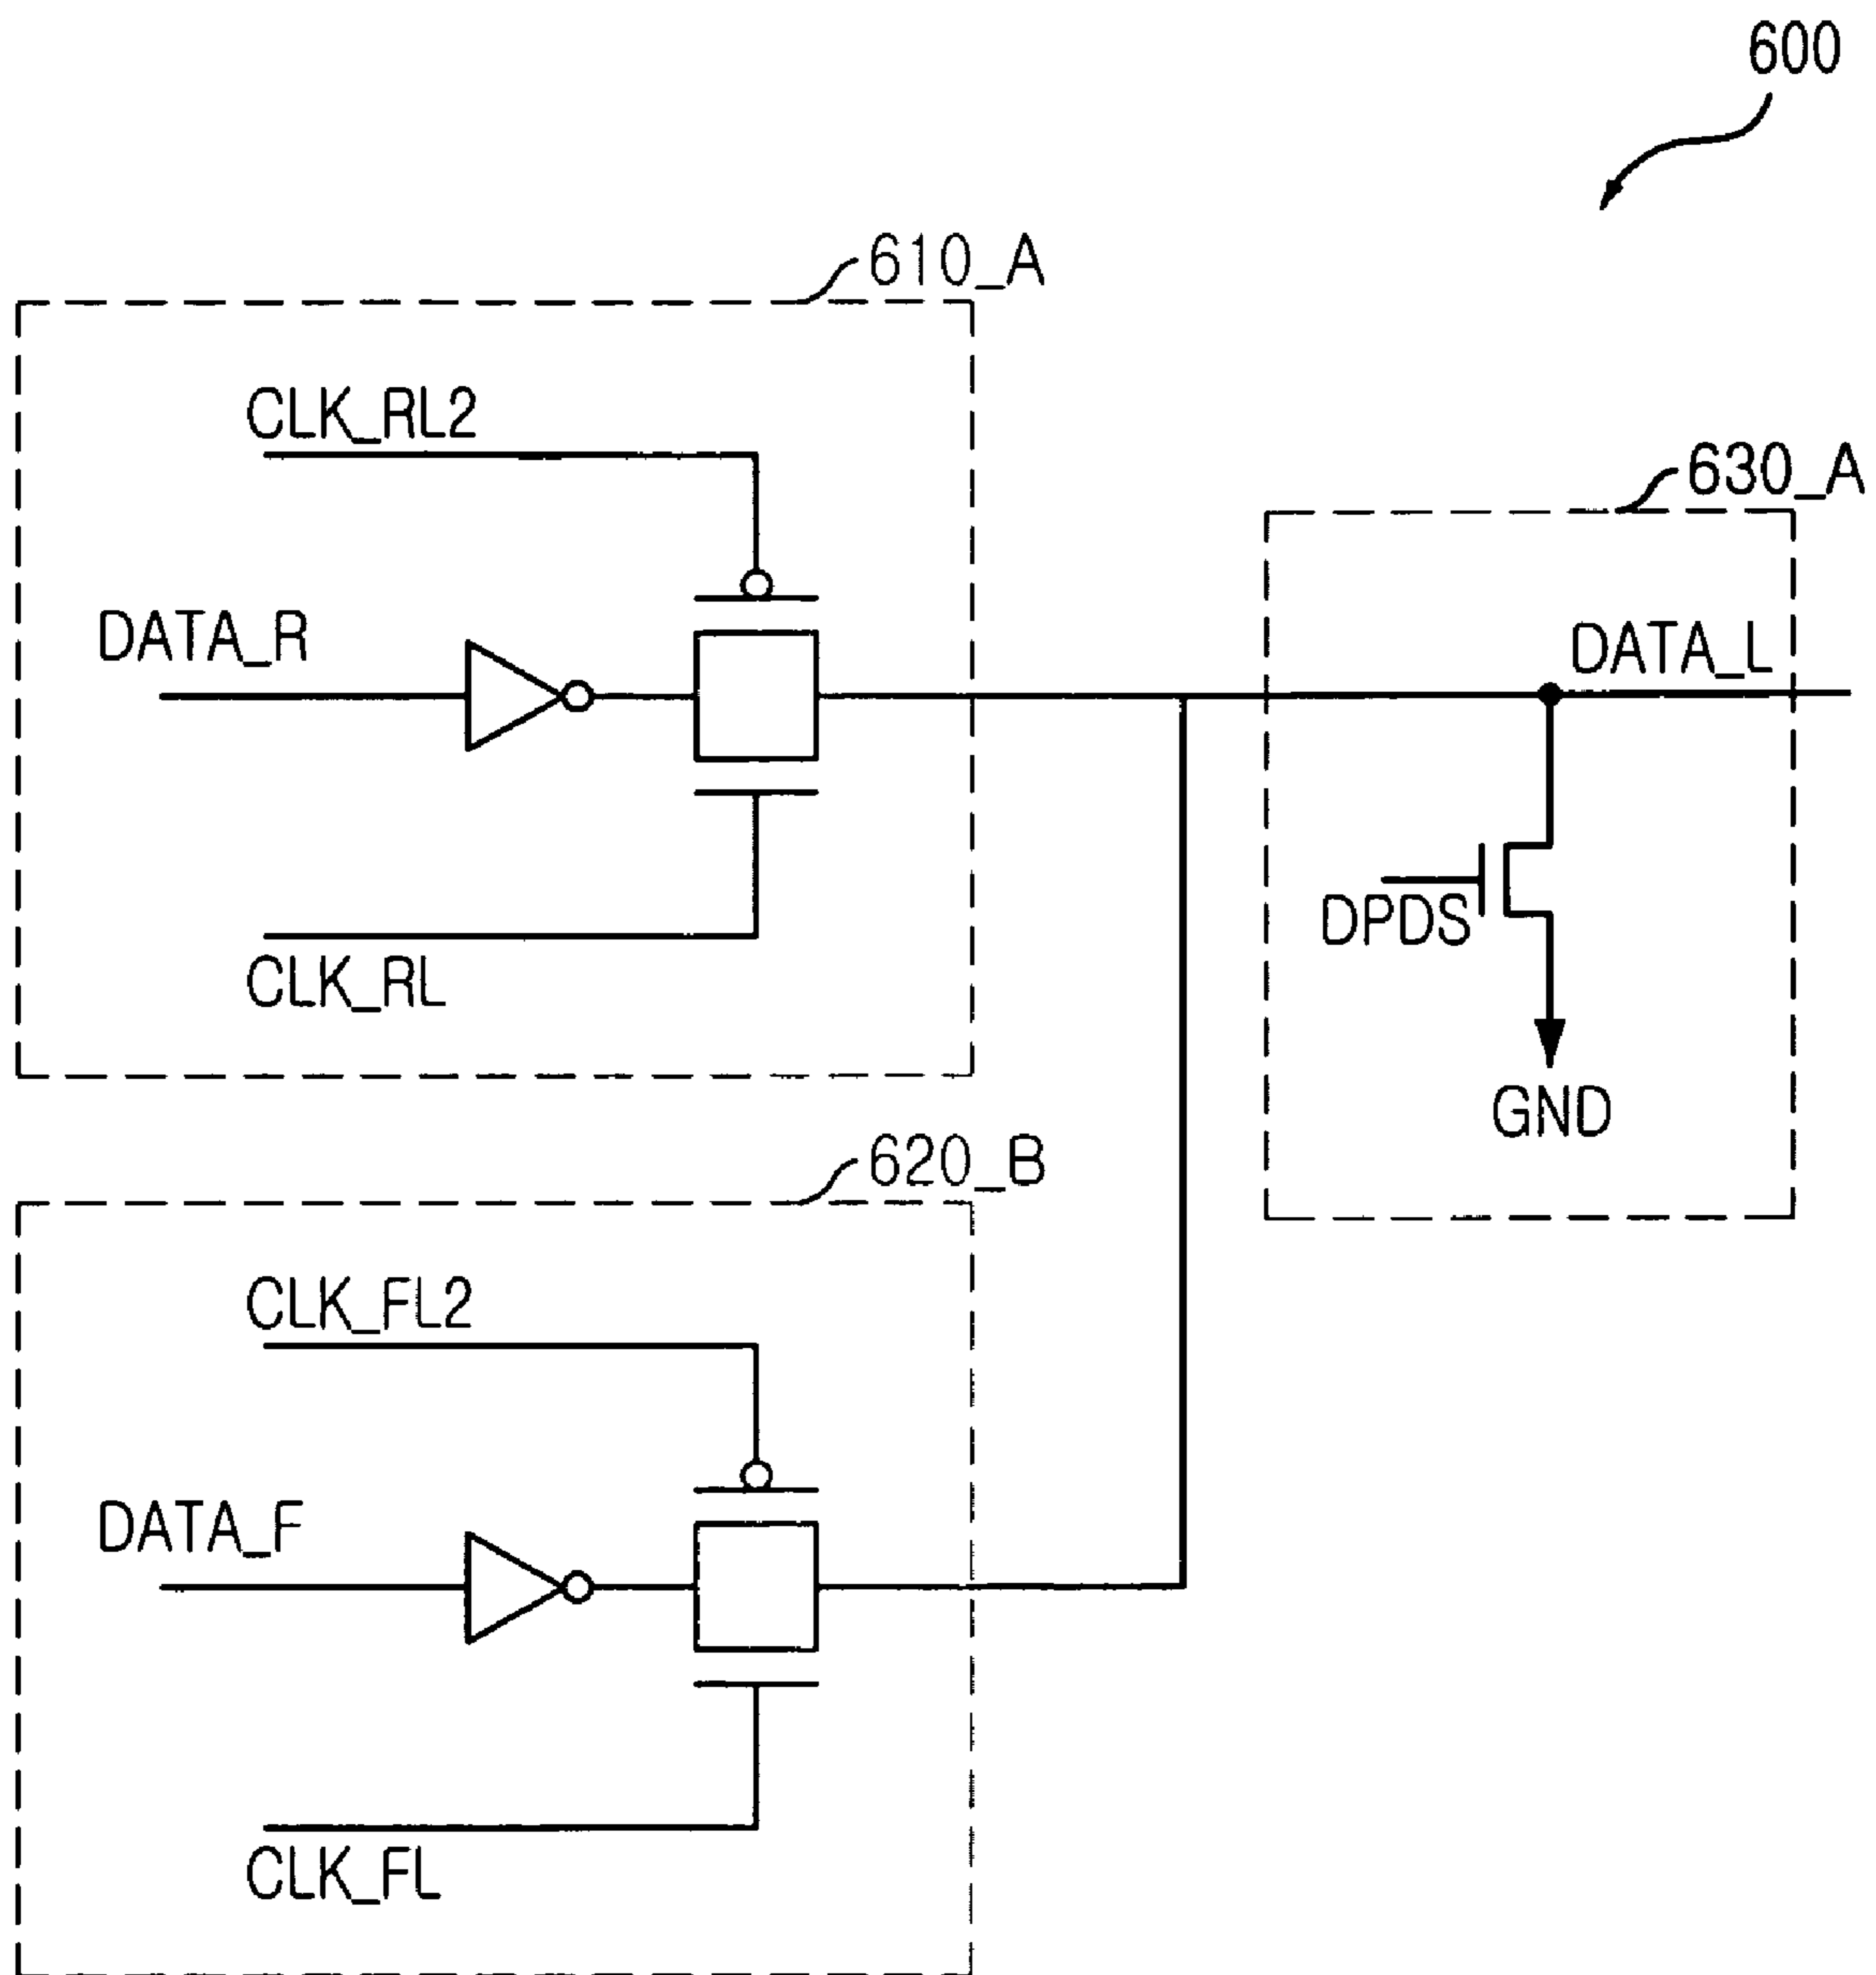 600
610_A
CLK_RL2
630_A
DATA_R
DATA_L
DPDS
CLK_RL
GND
620_B
CLK_FL2
DATA_F
CLK_FL